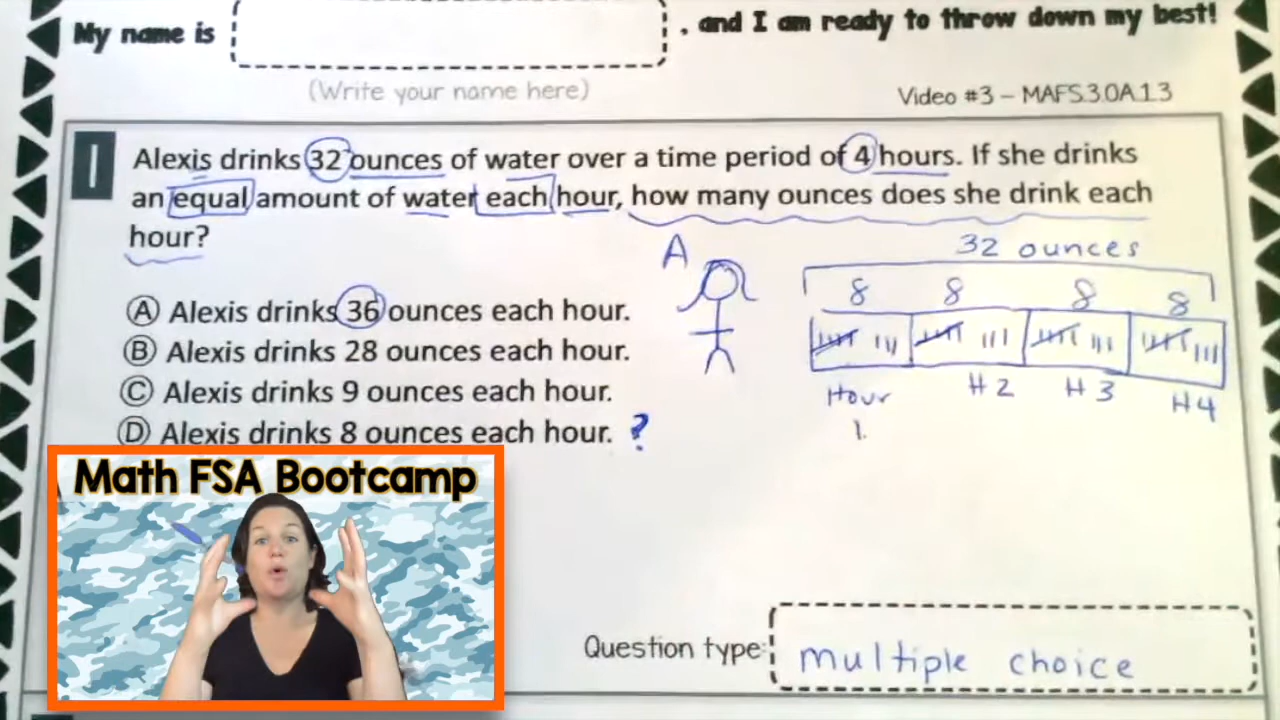 My name is , and I am ready to throw down my best!
(Write your name here) Video #3 – MAFS.3.OA.1.3
1 Alexis drinks 32 ounces of water over a time period of 4 hours. If she drinks
an equal amount of water each hour, how many ounces does she drink each
hour?
A 32 ounces
8 8 8 8
Ⓐ Alexis drinks 36 ounces each hour.
Ⓑ Alexis drinks 28 ounces each hour.
Ⓒ Alexis drinks 9 ounces each hour.
Ⓓ Alexis drinks 8 ounces each hour. ?
Hour H2 H3 H4
1.
Math FSA Bootcamp
Question type: multiple choice